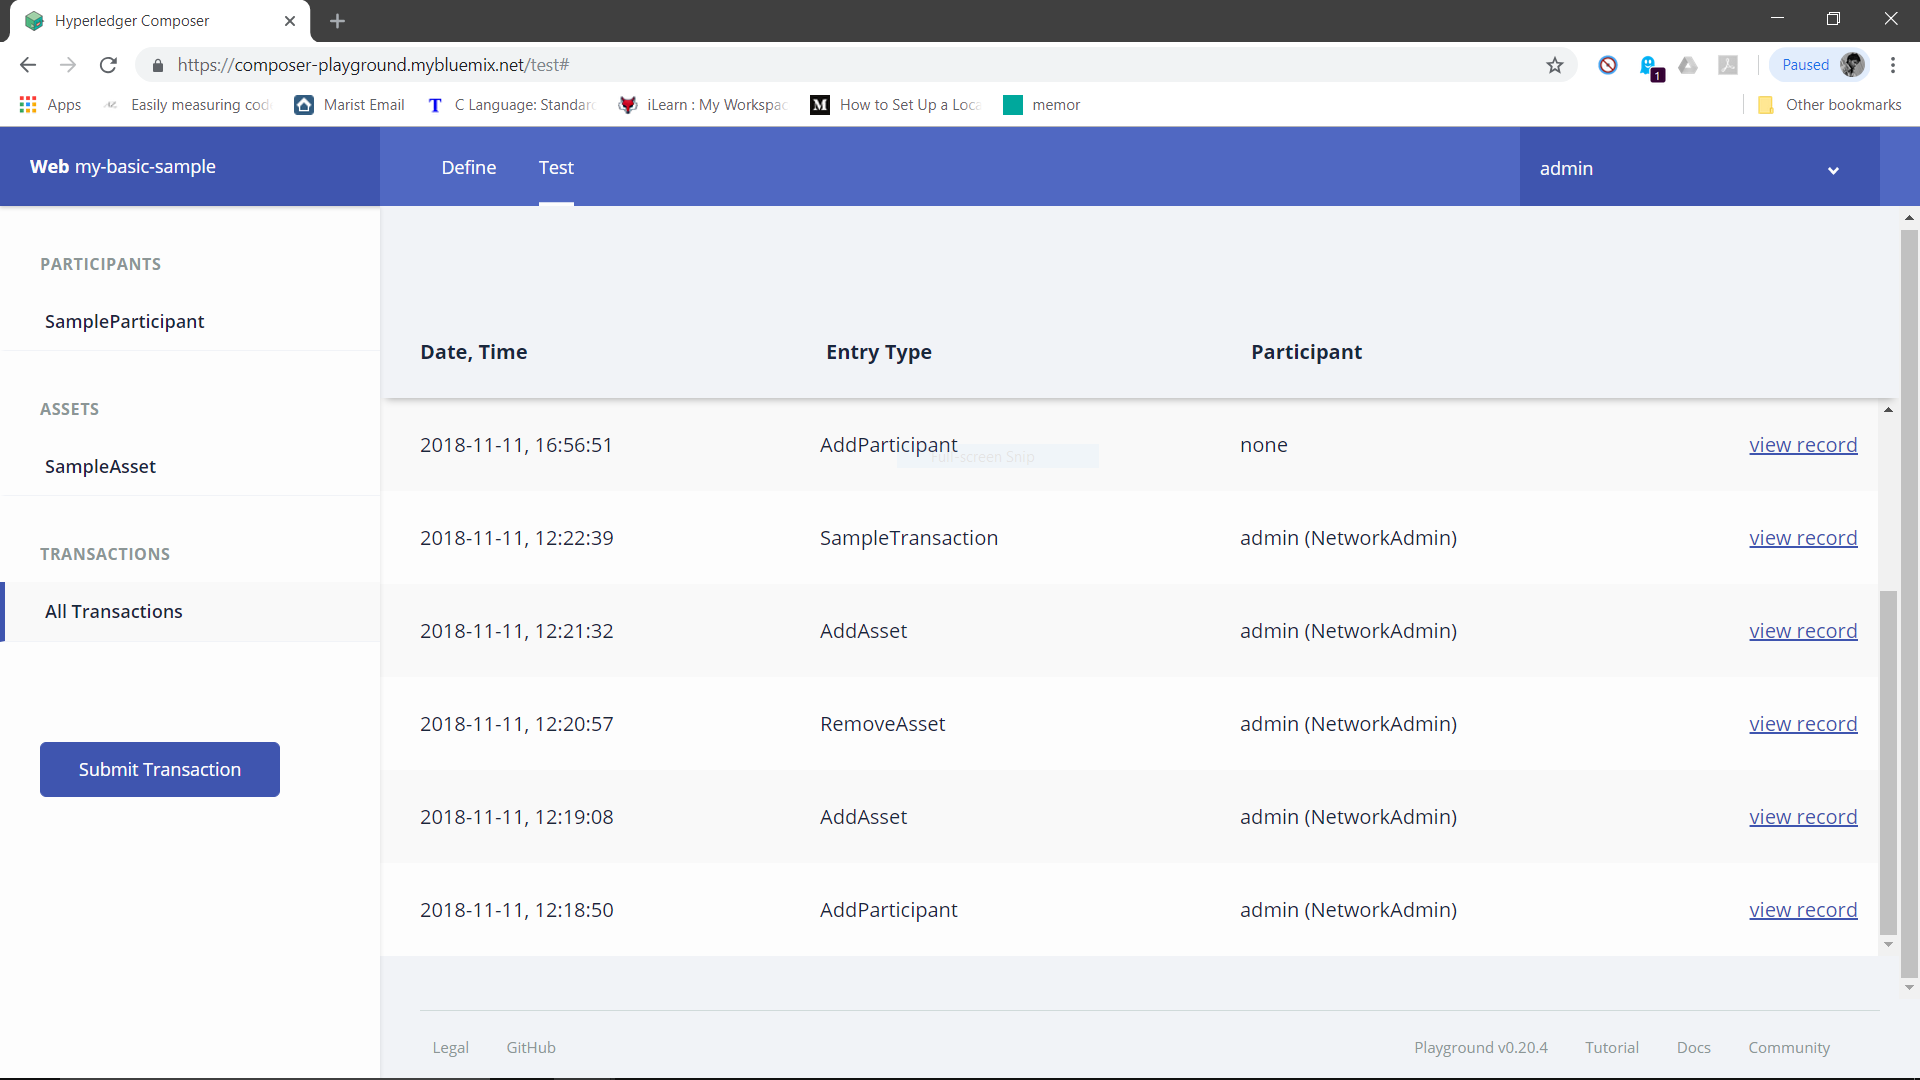 Hyperledger Composer
https://composer-playground.mybluemix.net/test#
1
Paused
Apps
Easily measuring cod
Marist Email
T
C Language: Standar
iLearn : My Workspac
M
How to Set Up a Loca
memor
Other bookmarks
Web my-basic-sample
Define
Test
admin
PARTICIPANTS
SampleParticipant
ASSETS
SampleAsset
TRANSACTIONS
All Transactions
Submit Transaction
Date, Time Entry Type Participant
2018-11-11, 16:56:51 AddParticipant none view record
Full-screen Snip
2018-11-11, 12:22:39 SampleTransaction admin (NetworkAdmin) view record
2018-11-11, 12:21:32 AddAsset admin (NetworkAdmin) view record
2018-11-11, 12:20:57 RemoveAsset admin (NetworkAdmin) view record
2018-11-11, 12:19:08 AddAsset admin (NetworkAdmin) view record
2018-11-11, 12:18:50 AddParticipant admin (NetworkAdmin) view record
Legal GitHub Playground v0.20.4 Tutorial Docs Community